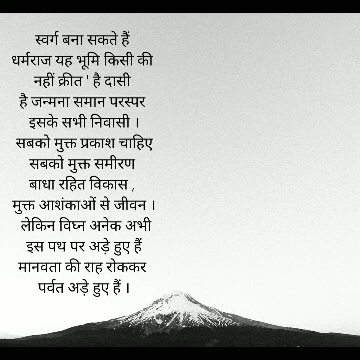 स्वर्ग बना सकते हैं
धर्मराज यह भूमि किसी की
नहीं क्रीत ' है दासी
है जन्मना समान परस्पर
इसके सभी निवासी ।
सबको मुक्त प्रकाश चाहिए
सबको मुक्त समीरण
बाधा रहित विकास ,
मुक्त आशंकाओं से जीवन ।
लेकिन विघ्न अनेक अभी
इस पथ पर अड़े हुए हैं
मानवता की राह रोककर
पर्वत अड़े हुए हैं ।